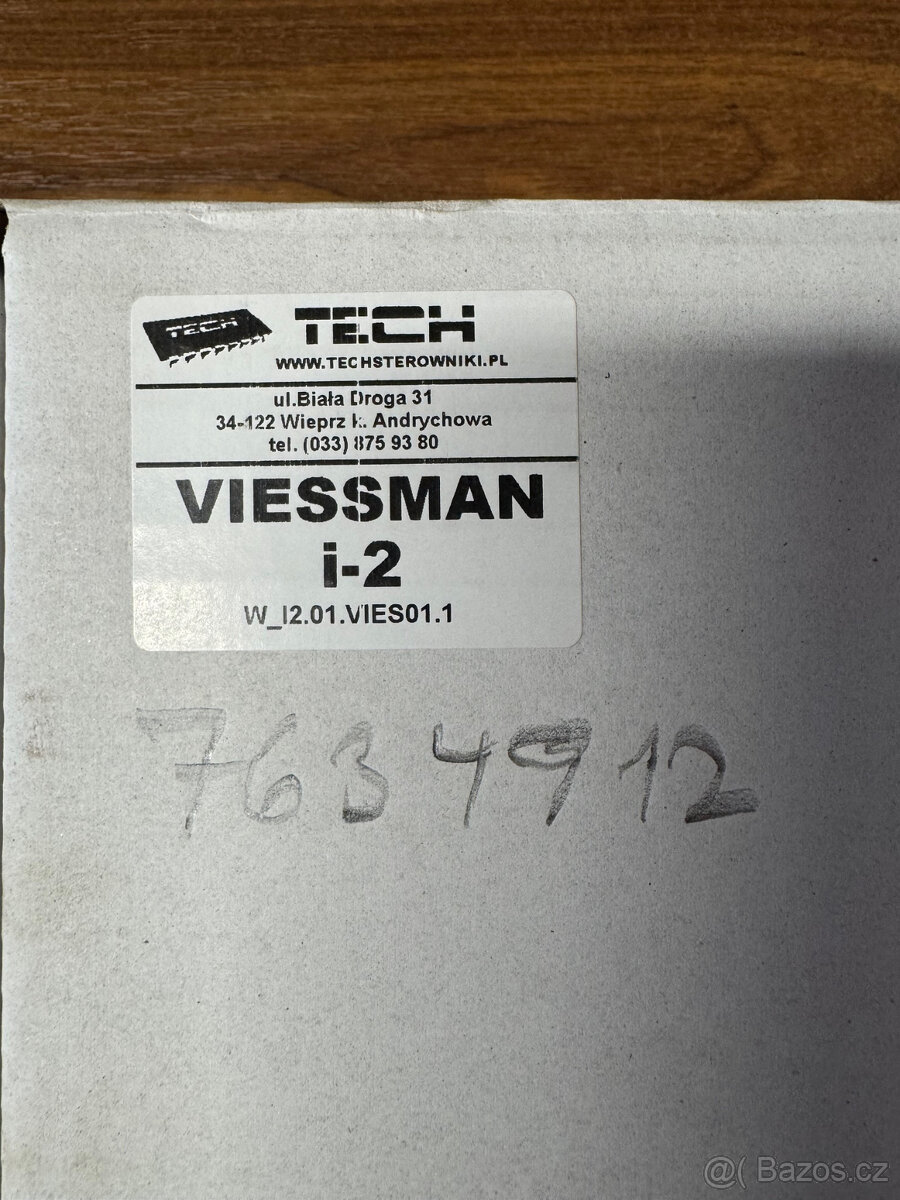 TECH
TECH
WWW.TECHSTEROWNIKI.PL
ul.Biała Droga 31
34-122 Wieprz k. Andrychowa
tel. (033) 875 93 80
VIESSMAN
i-2
W_I2.01.VIES01.1
7634912
@( Bazos.cz